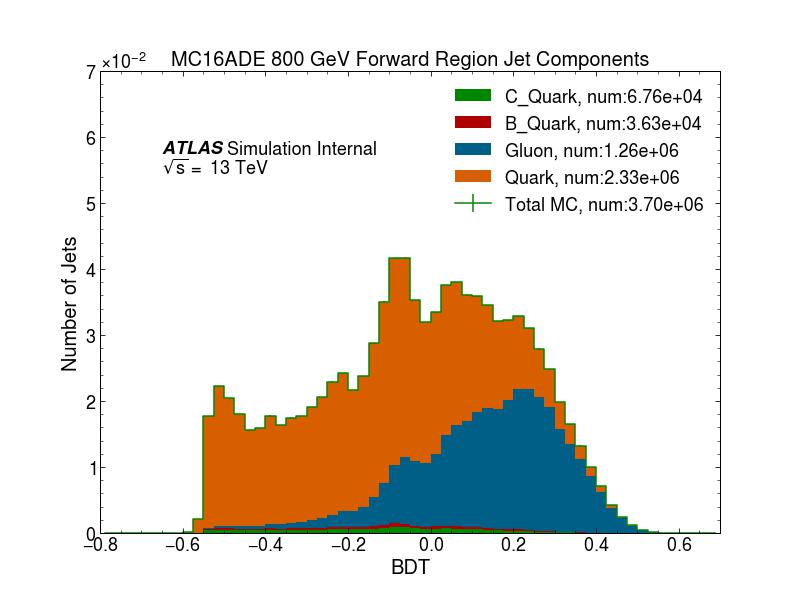 ×10⁻² MC16ADE 800 GeV Forward Region Jet Components
C_Quark, num:6.76e+04
B_Quark, num:3.63e+04
Gluon, num:1.26e+06
Quark, num:2.33e+06
Total MC, num:3.70e+06
ATLAS Simulation Internal
√s = 13 TeV
Number of Jets
7
6
5
4
3
2
1
0
−0.8 −0.6 −0.4 −0.2 0.0 0.2 0.4 0.6
BDT